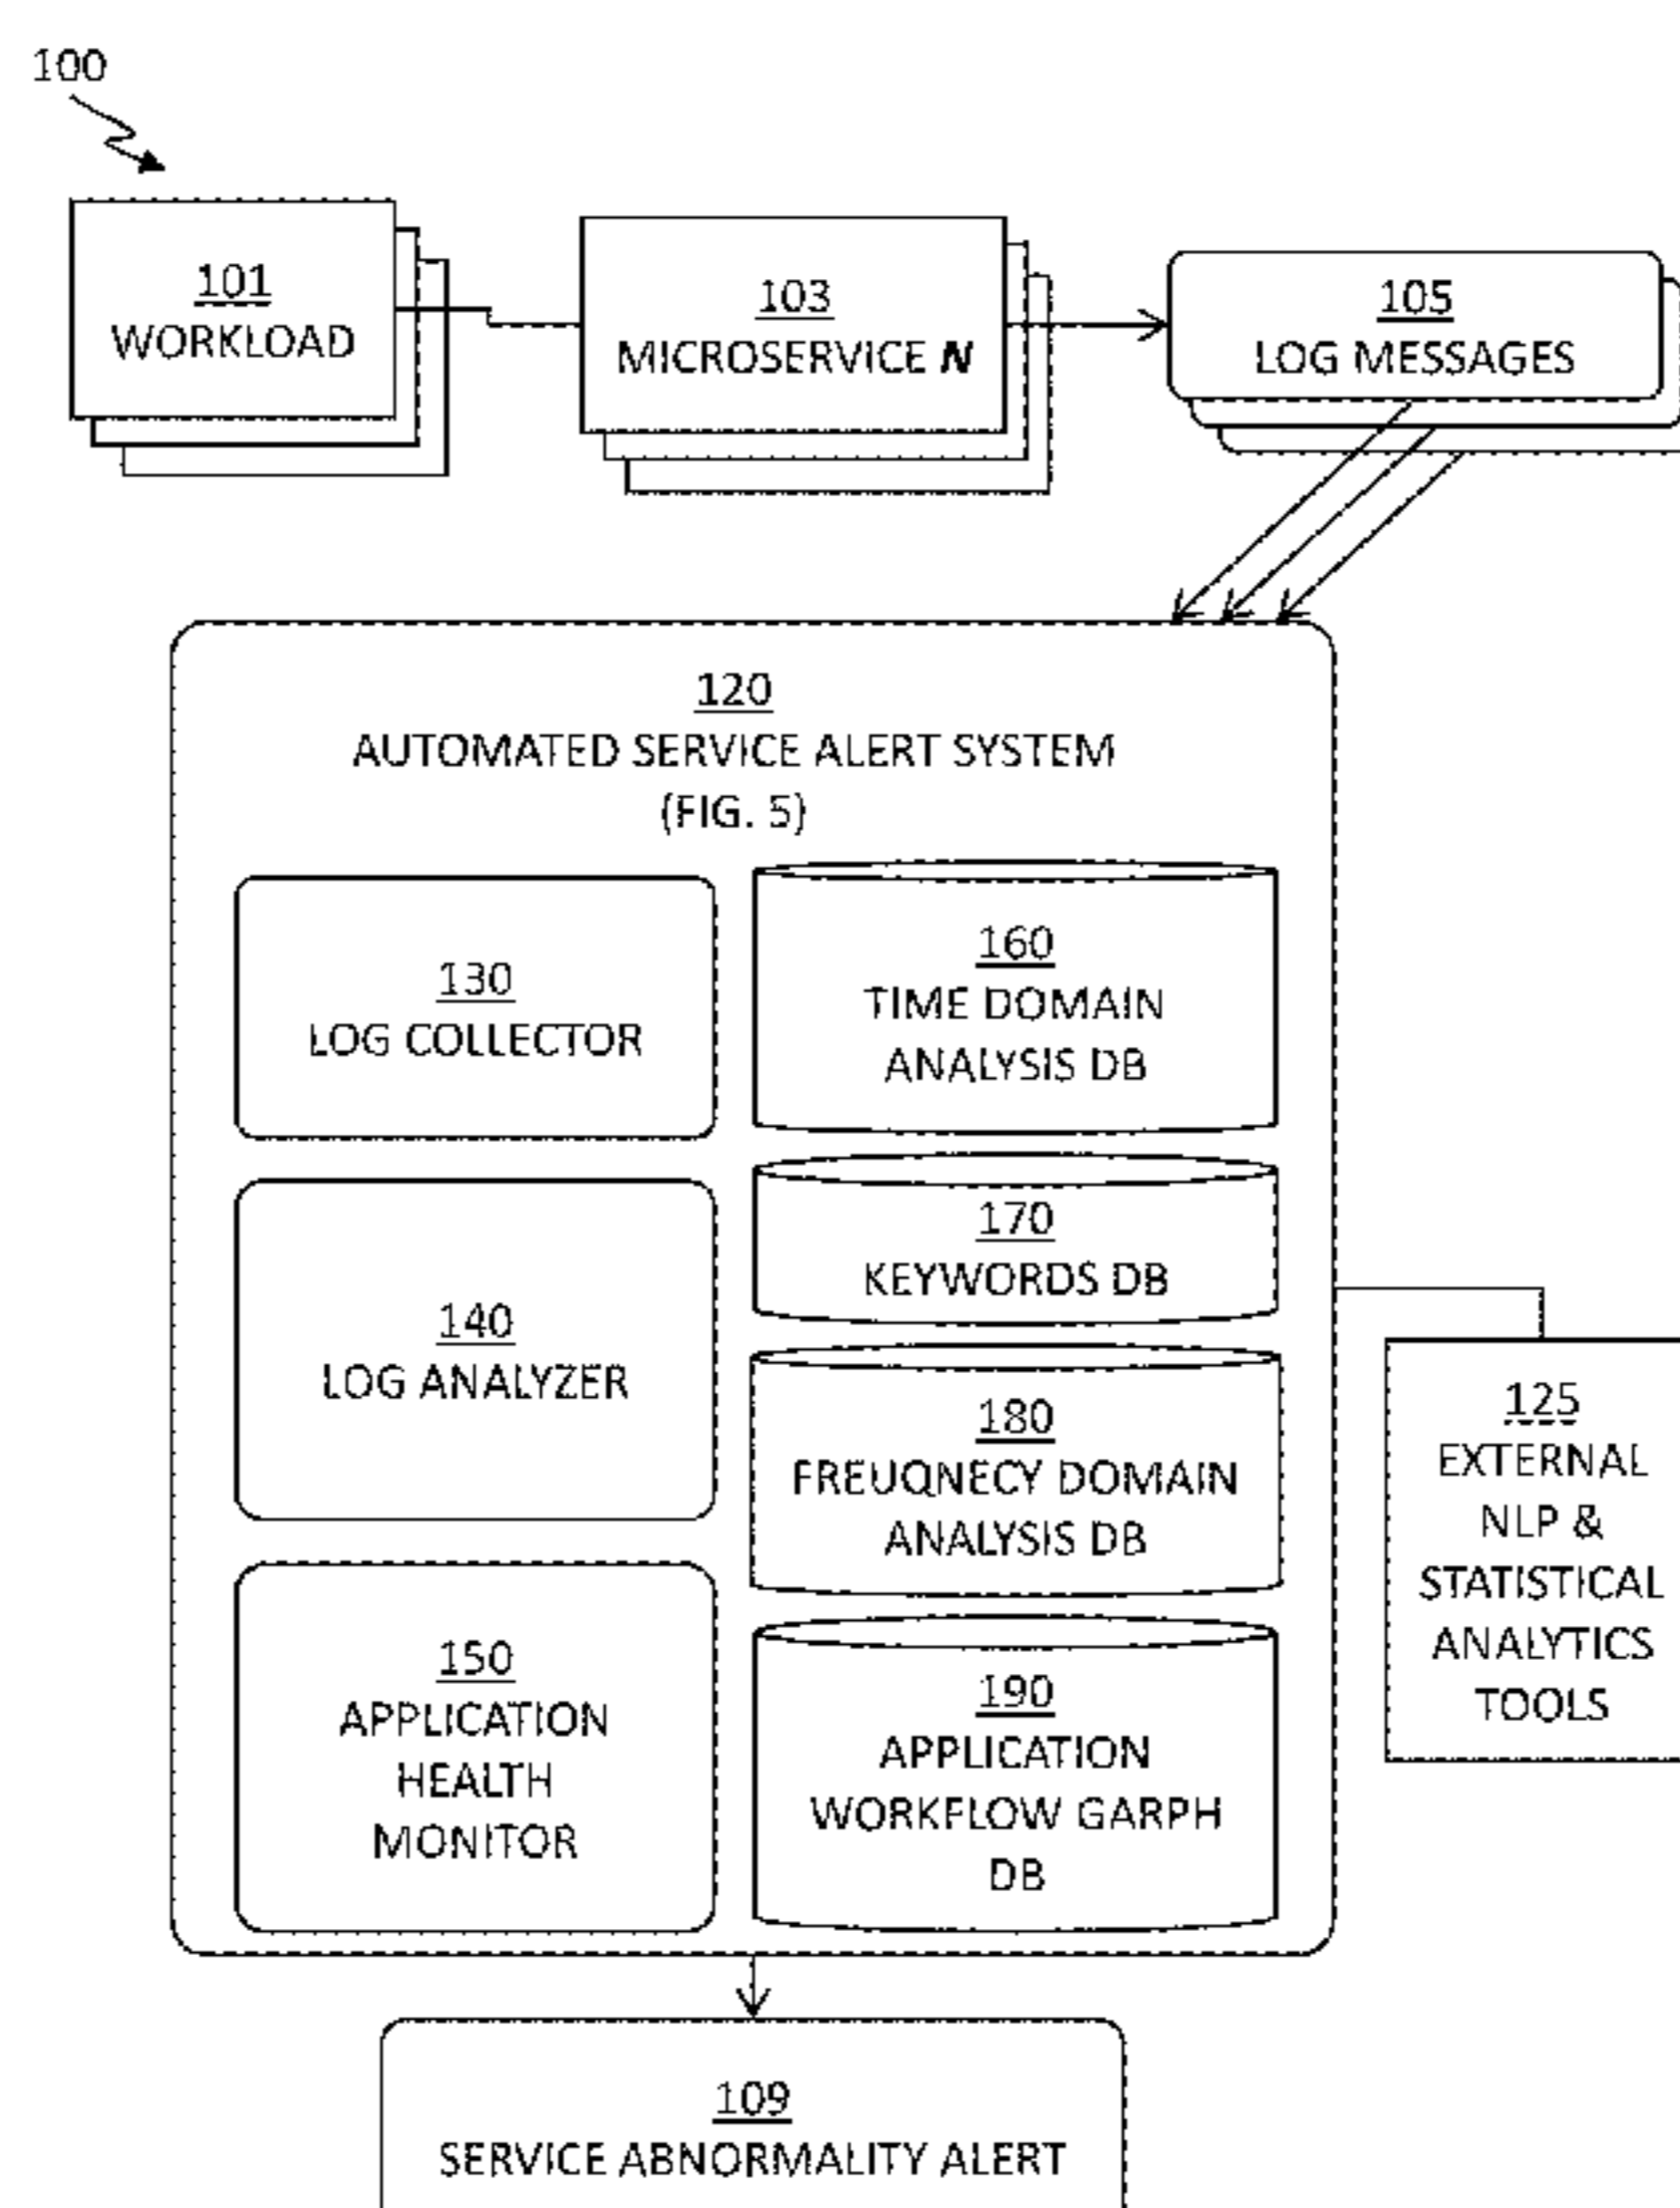 100
101
WORKLOAD
103
MICROSERVICE N
105
LOG MESSAGES
120
AUTOMATED SERVICE ALERT SYSTEM
(FIG. 5)
130
LOG COLLECTOR
160
TIME DOMAIN
ANALYSIS DB
170
KEYWORDS DB
140
LOG ANALYZER
180
FREUQNECY DOMAIN
ANALYSIS DB
125
EXTERNAL
NLP &
STATISTICAL
ANALYTICS
TOOLS
150
APPLICATION
HEALTH
MONITOR
190
APPLICATION
WORKFLOW GARPH
DB
109
SERVICE ABNORMALITY ALERT